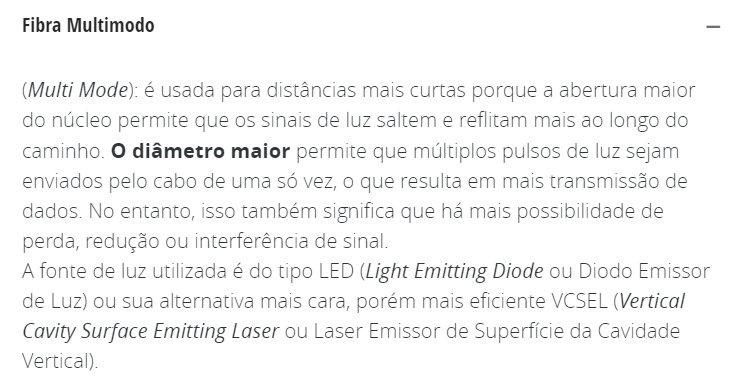 Fibra Multimodo
(Multi Mode): é usada para distâncias mais curtas porque a abertura maior
do núcleo permite que os sinais de luz saltem e reflitam mais ao longo do
caminho. O diâmetro maior permite que múltiplos pulsos de luz sejam
enviados pelo cabo de uma só vez, o que resulta em mais transmissão de
dados. No entanto, isso também significa que há mais possibilidade de
perda, redução ou interferência de sinal.
A fonte de luz utilizada é do tipo LED (Light Emitting Diode ou Diodo Emissor
de Luz) ou sua alternativa mais cara, porém mais eficiente VCSEL (Vertical
Cavity Surface Emitting Laser ou Laser Emissor de Superfície da Cavidade
Vertical).